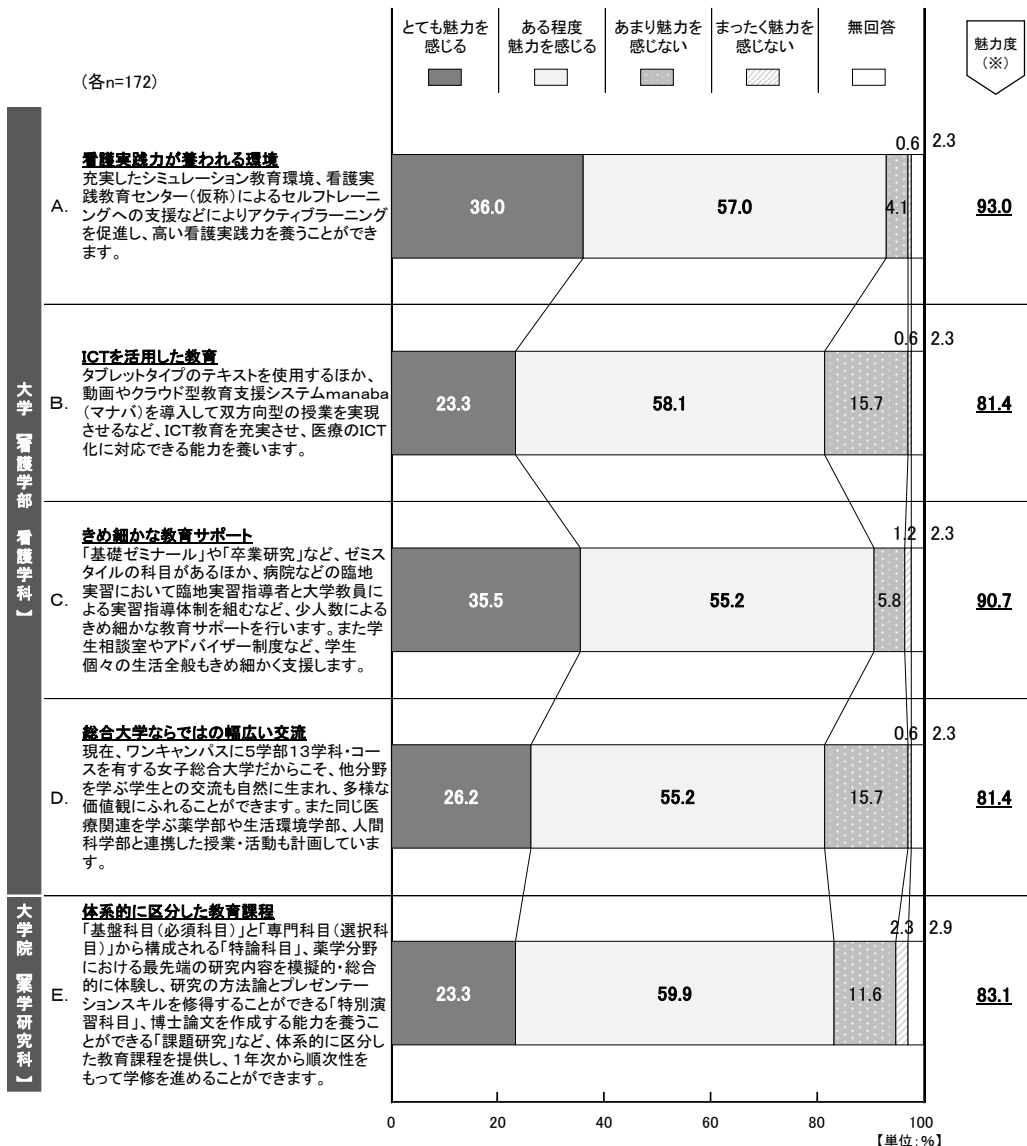 とても魅力を
感じる
ある程度
魅力を感じる
あまり魅力を
感じない
まったく魅力を
感じない
無回答
魅力度
(※)
(各n=172)
大学【看護学部 看護学科】
A.
看護実践力が養われる環境
充実したシミュレーション教育環境、看護実
践教育センター(仮称)によるセルフトレーニ
ングへの支援などによりアクティブラーニング
を促進し、高い看護実践力を養うことができ
ます。
36.0
57.0
4.1
0.6
2.3
93.0
B.
ICTを活用した教育
タブレットタイプのテキストを使用するほか、
動画やクラウド型教育支援システムmanaba
(マナバ)を導入して双方向型の授業を実現
させるなど、ICT教育を充実させ、医療のICT
化に対応できる能力を養います。
23.3
58.1
15.7
0.6
2.3
81.4
C.
きめ細かな教育サポート
「基礎ゼミナール」や「卒業研究」など、ゼミス
タイルの科目があるほか、病院などの臨地
実習において臨地実習指導者と大学教員に
よる実習指導体制を組むなど、少人数による
きめ細かな教育サポートを行います。また学
生相談室やアドバイザー制度など、学生
個々の生活全般もきめ細かく支援します。
35.5
55.2
5.8
1.2
2.3
90.7
D.
総合大学ならではの幅広い交流
現在、ワンキャンパスに5学部13学科・コー
スを有する女子総合大学だからこそ、他分野
を学ぶ学生との交流も自然に生まれ、多様な
価値観にふれることができます。また同じ医
療関連を学ぶ薬学部や生活環境学部、人間
科学部と連携した授業・活動も計画していま
す。
26.2
55.2
15.7
0.6
2.3
81.4
大学院【薬学研究科】
E.
体系的に区分した教育課程
「基盤科目(必須科目)」と「専門科目(選択科
目)」から構成される「特論科目」、薬学分野
における最先端の研究内容を模擬的・総合
的に体験し、研究の方法論とプレゼンテー
ションスキルを修得することができる「特別演
習科目」、博士論文を作成する能力を養うこ
とができる「課題研究」など、体系的に区分し
た教育課程を提供し、1年次から順次性を
もって学修を進めることができます。
23.3
59.9
11.6
2.3
2.9
83.1
0
20
40
60
80
100
【単位:%】